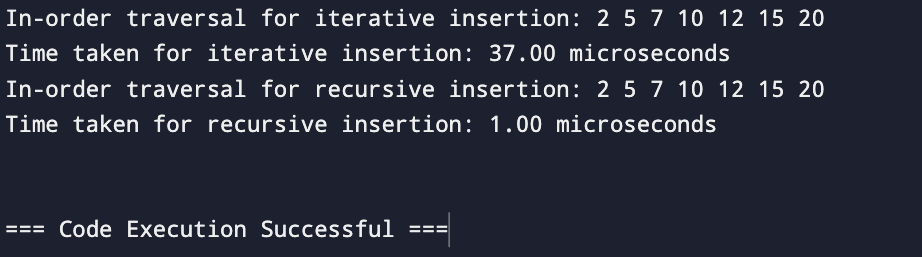 In-order traversal for iterative insertion: 2 5 7 10 12 15 20
Time taken for iterative insertion: 37.00 microseconds
In-order traversal for recursive insertion: 2 5 7 10 12 15 20
Time taken for recursive insertion: 1.00 microseconds
=== Code Execution Successful ===